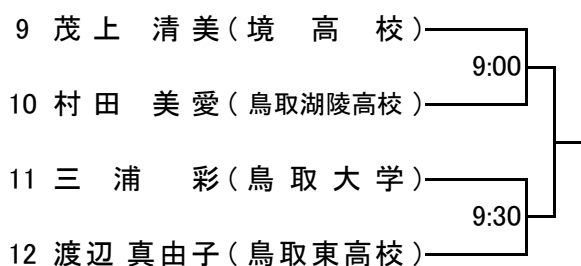 9 茂上 清美(境高校)
9:00
10 村田 美愛(鳥取湖陵高校)
11 三浦 彩(鳥取大学)
9:30
12 渡辺 真由子(鳥取東高校)